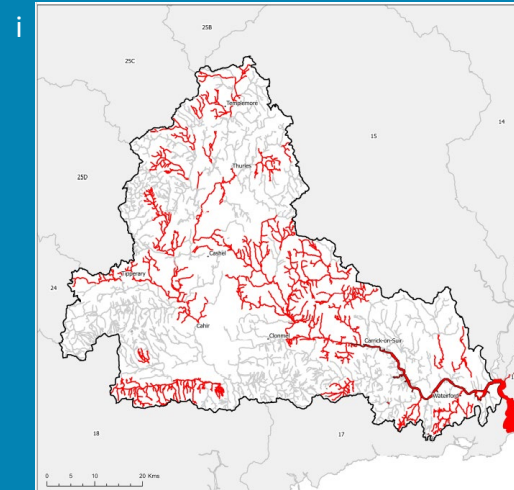 i
25B
25C
14
Templemore
15
Thurles
25D
Cashel
Tipperary
24
Cahir
Clonmel
Carrick-on-Suir
Waterford
18
17
0 5 10 20 Kms